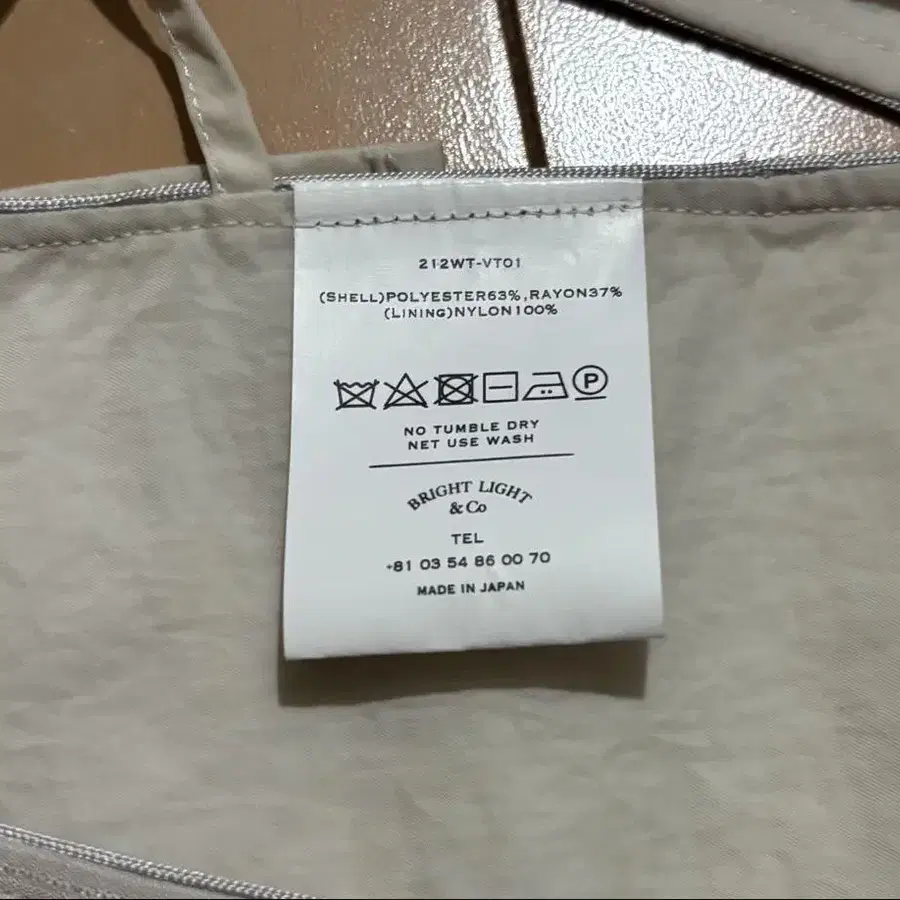 212WT-VT01
(SHELL)POLYESTER63%,RAYON37%
(LINING)NYLON100%
P
NO TUMBLE DRY
NET USE WASH
BRIGHT LIGHT
& Co
TEL
+81 03 54 86 00 70
MADE IN JAPAN